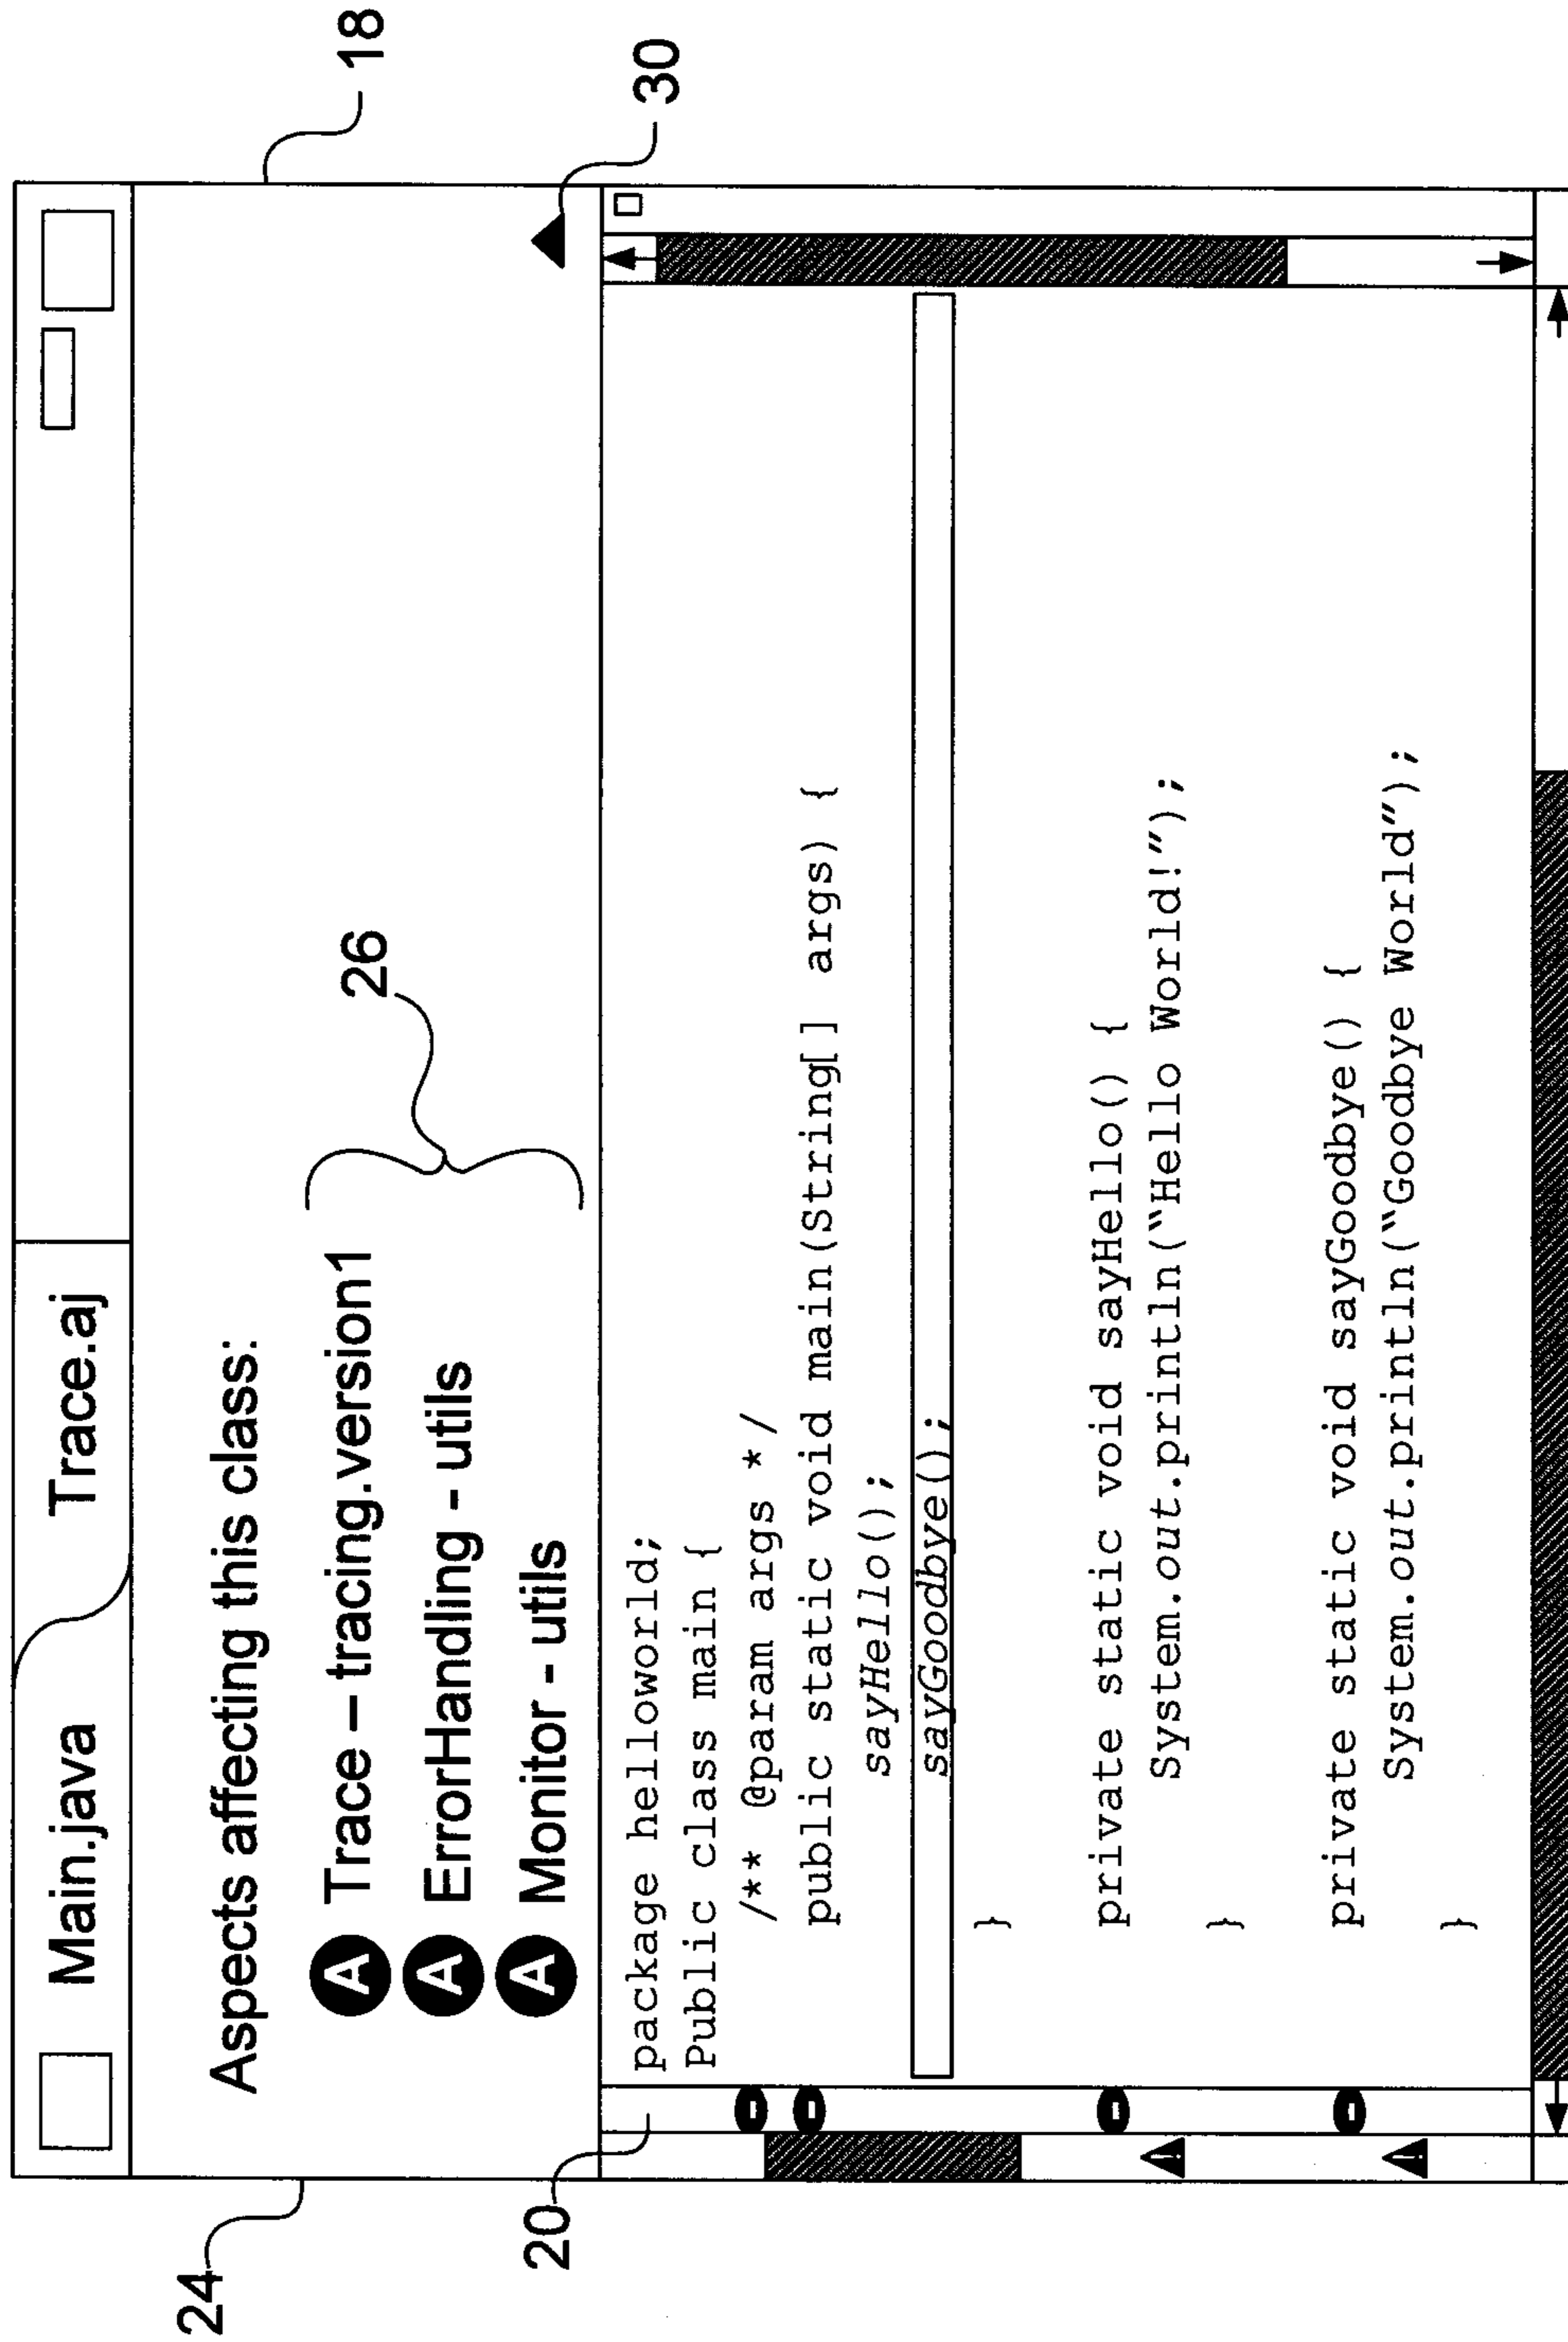 Main.java Trace.aj
18
Aspects affecting this class:
24
26
A Trace – tracing.version1
A ErrorHandling - utils
A Monitor - utils
30
20
package helloworld;
Public class main {
/** @param args */
public static void main(String[] args) {
sayHello();
sayGoodbye();
}
private static void sayHello() {
System.out.println(“Hello World!”);
}
private static void sayGoodbye() {
System.out.println(“Goodbye World”);
}